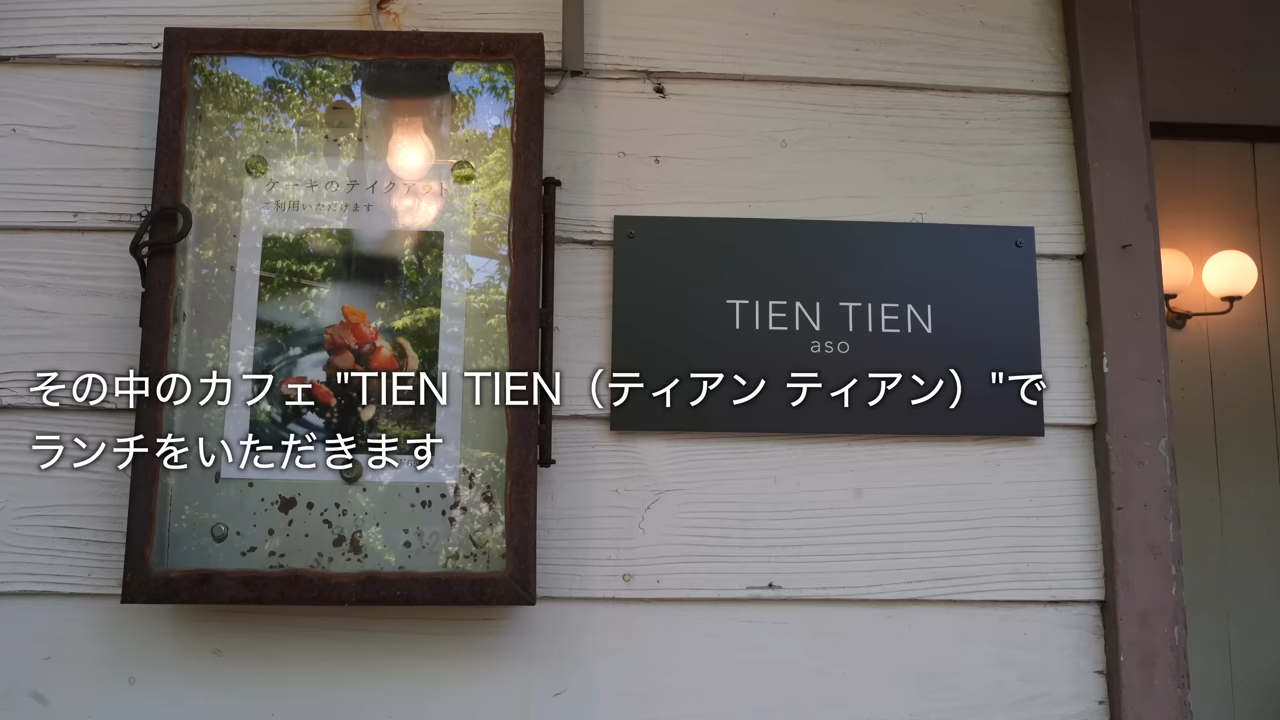 ケーキのテイクアウト
ご利用いただけます
TIEN TIEN
aso
その中のカフェ "TIEN TIEN（ティアン ティアン）"で
ランチをいただきます